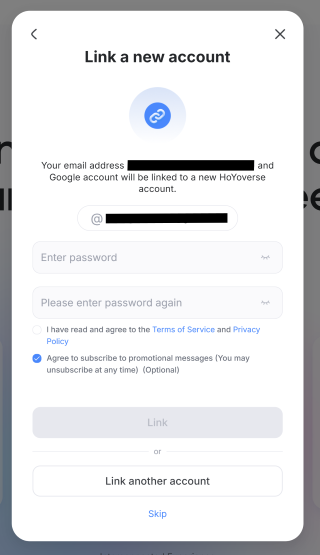 Link a new account
Your email address and
Google account will be linked to a new HoYoverse
account.
@
Enter password
Please enter password again
I have read and agree to the Terms of Service and Privacy
Policy
Agree to subscribe to promotional messages (You may
unsubscribe at any time) (Optional)
Link
or
Link another account
Skip